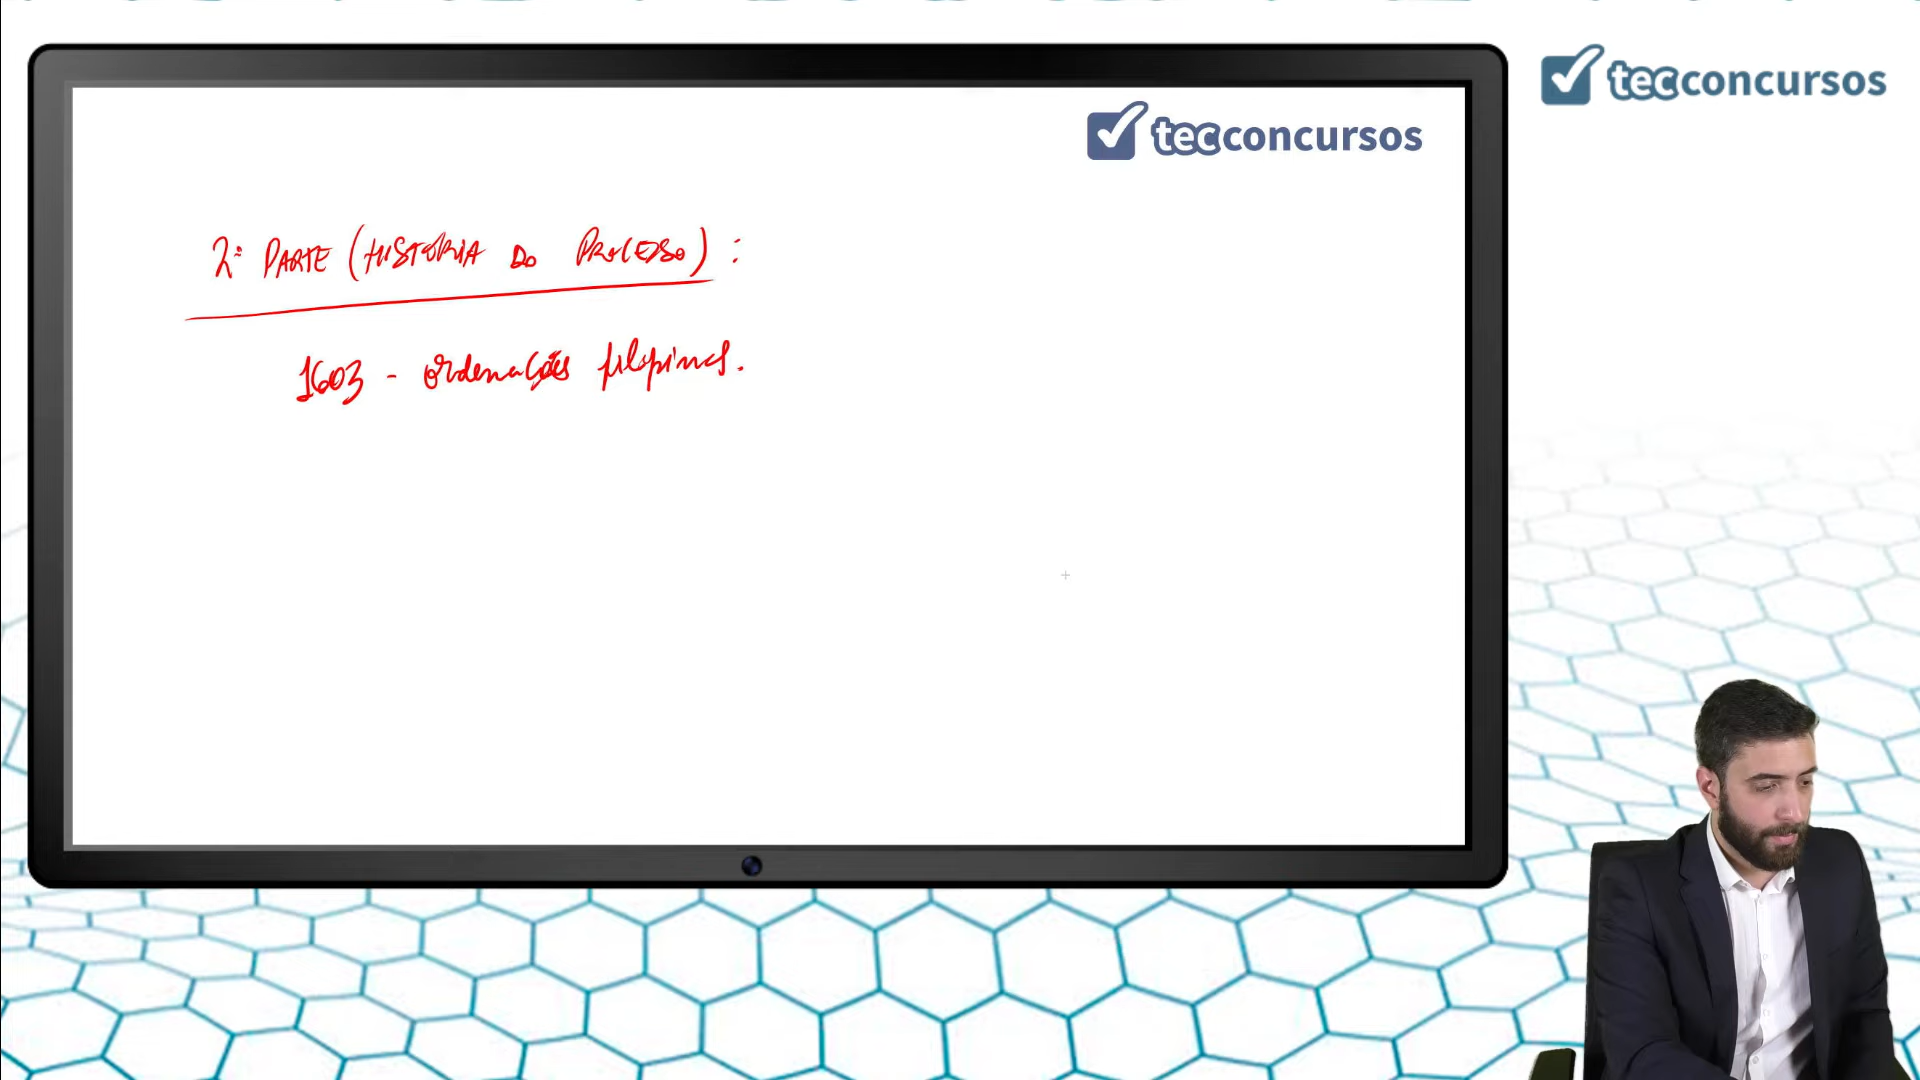 tecconcursos
tecconcursos
2ª PARTE (HISTÓRIA DO PROCESSO) :
1603 - ordenações filipinas.